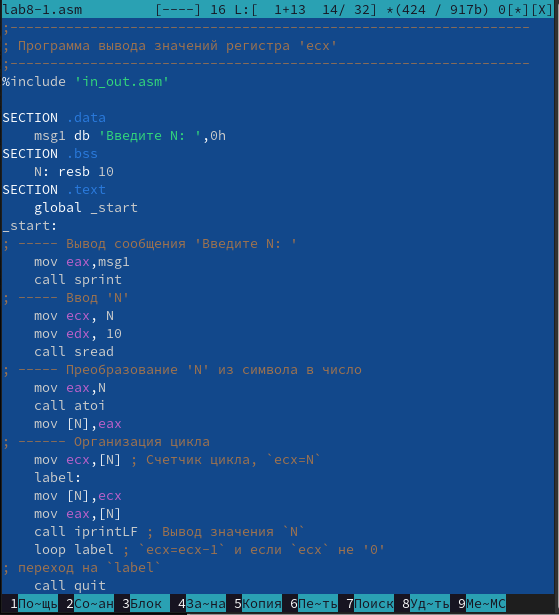 lab8-1.asm [----] 16 L:[ 1+13 14/ 32] *(424 / 917b) 0[*][X]
;-----------------------------------------------------------------
; Программа вывода значений регистра 'ecx'
;-----------------------------------------------------------------
%include 'in_out.asm'
SECTION .data
msg1 db 'Введите N: ',0h
SECTION .bss
N: resb 10
SECTION .text
global _start
_start:
; ----- Вывод сообщения 'Введите N: '
mov eax,msg1
call sprint
; ----- Ввод 'N'
mov ecx, N
mov edx, 10
call sread
; ----- Преобразование 'N' из символа в число
mov eax,N
call atoi
mov [N],eax
; ------ Организация цикла
mov ecx,[N] ; Счетчик цикла, `ecx=N`
label:
mov [N],ecx
mov eax,[N]
call iprintLF ; Вывод значения `N`
loop label ; `ecx=ecx-1` и если `ecx` не '0'
; переход на `label`
call quit
1По~щь 2Со~ан 3Блок 4За~на 5Копия 6Пе~ть 7Поиск 8Уд~ть 9Ме~МС